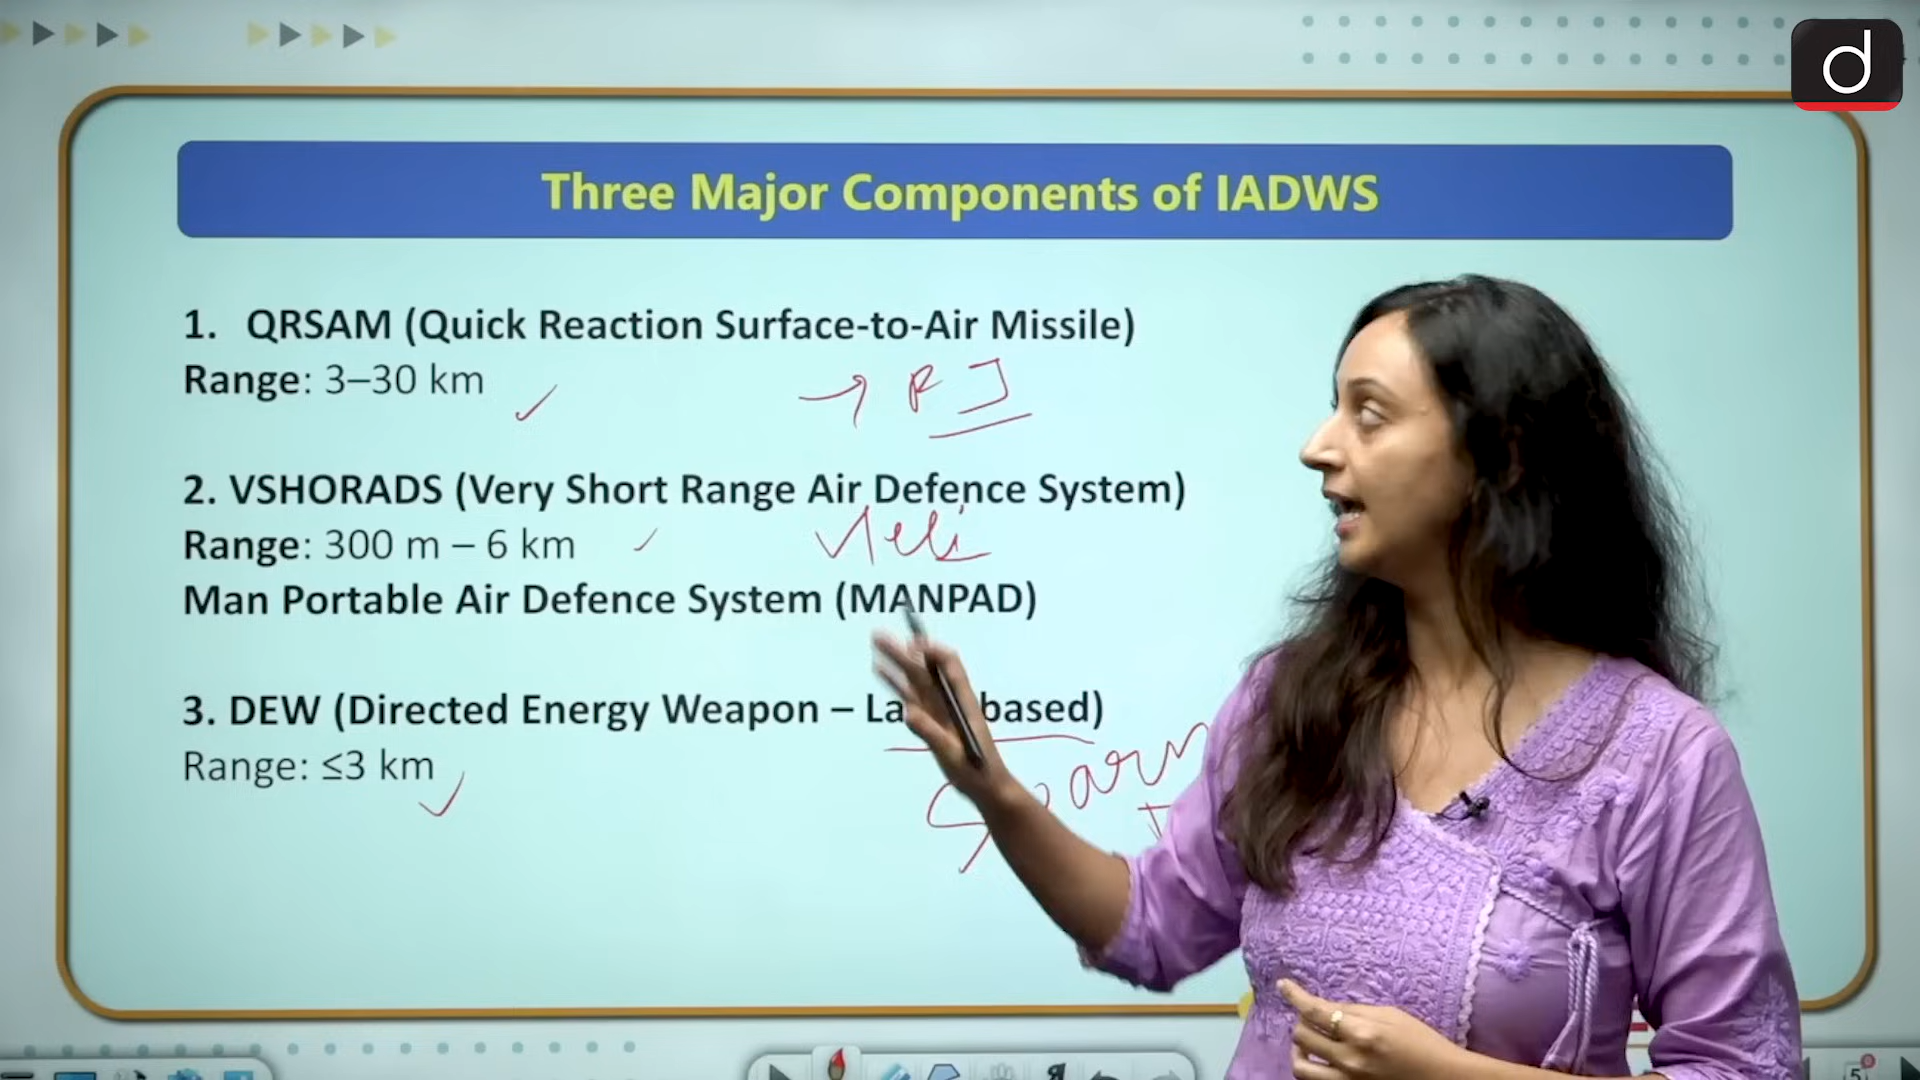 d
Three Major Components of IADWS
1. QRSAM (Quick Reaction Surface-to-Air Missile)
Range: 3–30 km
→ F J
2. VSHORADS (Very Short Range Air Defence System)
Range: 300 m – 6 km
Heli
Man Portable Air Defence System (MANPAD)
3. DEW (Directed Energy Weapon – based)
Range: ≤3 km
5